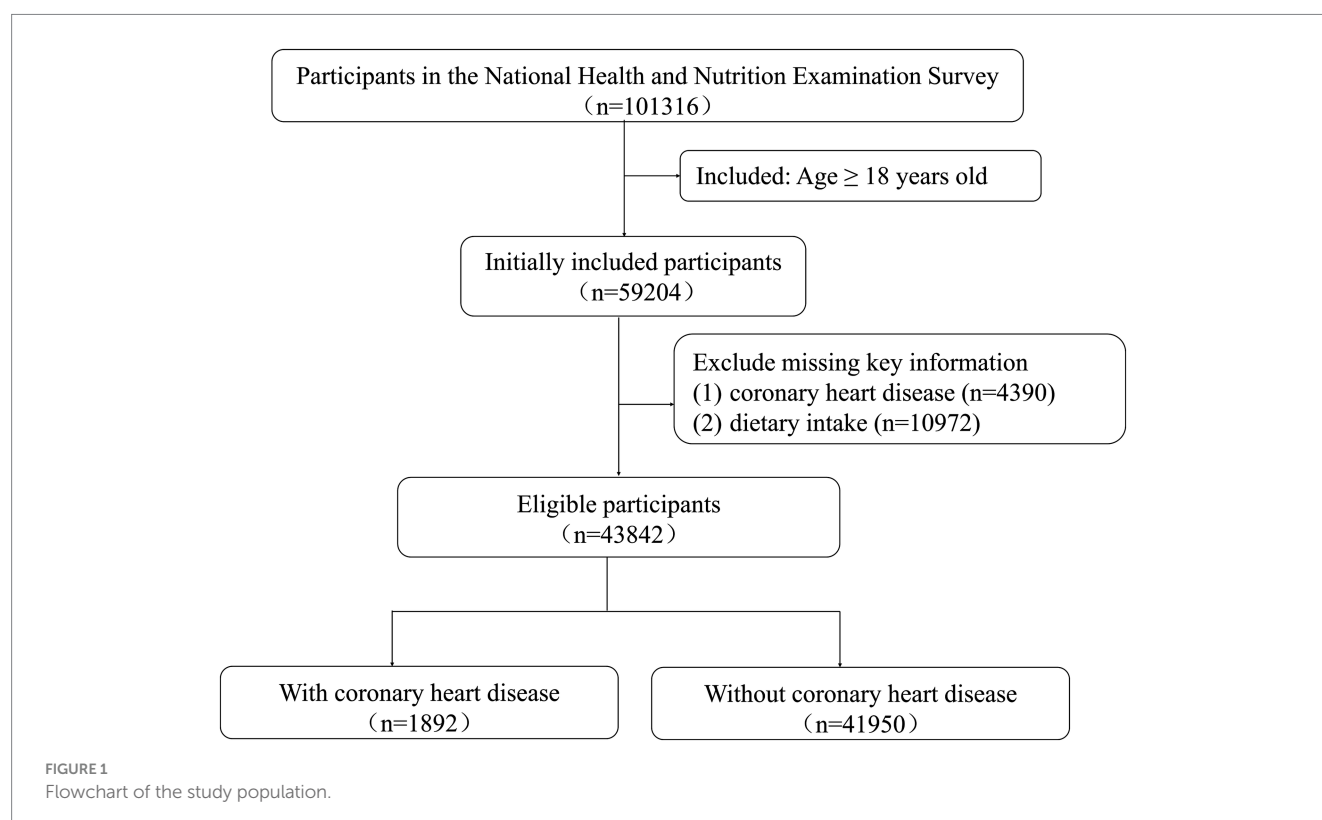 Participants in the National Health and Nutrition Examination Survey
（n=101316）
Included: Age ≥ 18 years old
Initially included participants
（n=59204）
Exclude missing key information
(1) coronary heart disease (n=4390)
(2) dietary intake (n=10972)
Eligible participants
（n=43842）
With coronary heart disease
（n=1892）
Without coronary heart disease
（n=41950）
FIGURE 1
Flowchart of the study population.